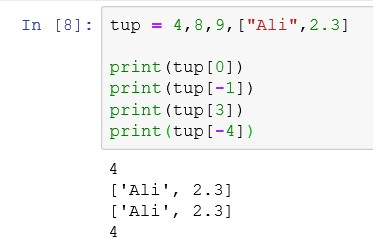 In [8]: tup = 4,8,9,["Ali",2.3]
print(tup[0])
print(tup[-1])
print(tup[3])
print(tup[-4])
4
['Ali', 2.3]
['Ali', 2.3]
4